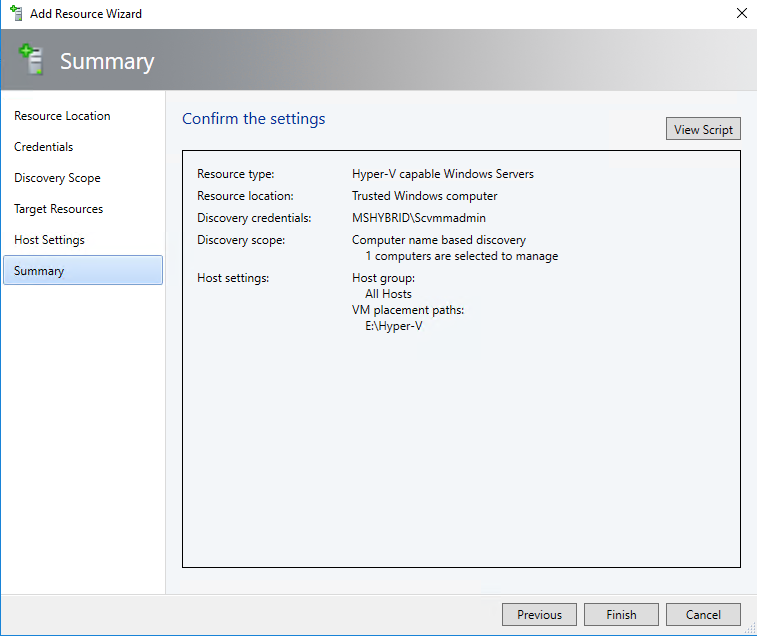 Add Resource Wizard
Summary
Resource Location
Credentials
Discovery Scope
Target Resources
Host Settings
Summary
Confirm the settings
View Script
Resource type: Hyper-V capable Windows Servers
Resource location: Trusted Windows computer
Discovery credentials: MSHYBRID\Scvmmadmin
Discovery scope: Computer name based discovery
1 computers are selected to manage
Host settings: Host group:
All Hosts
VM placement paths:
E:\Hyper-V
Previous Finish Cancel